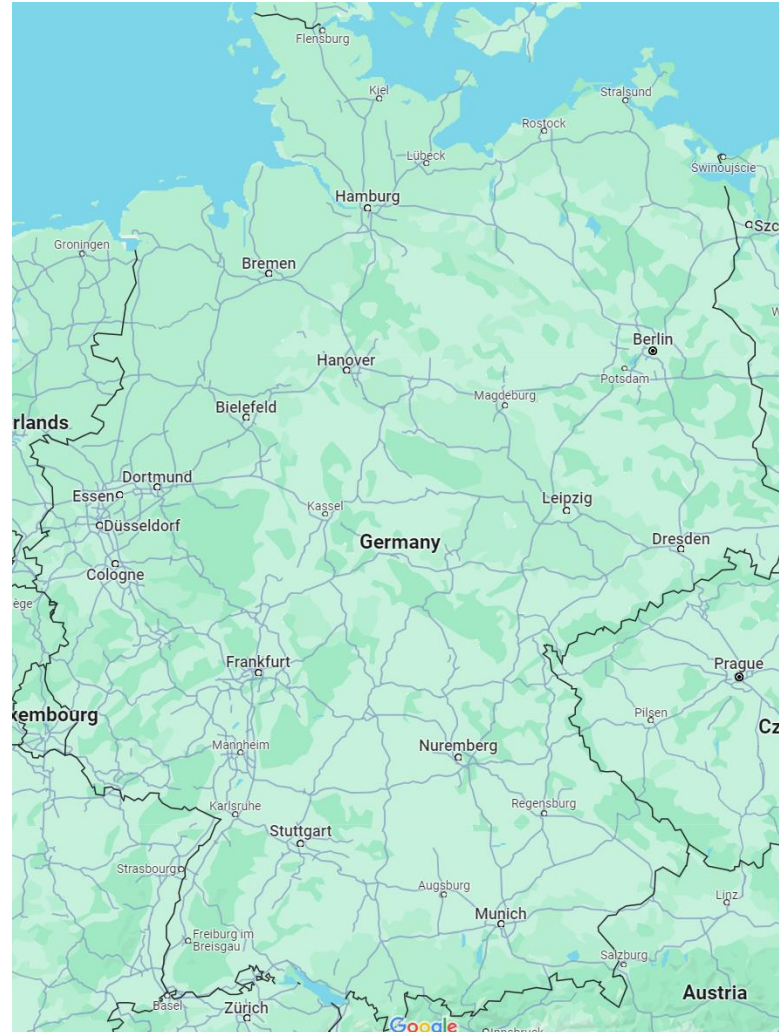 Flensburg
Kiel
Stralsund
Rostock
Lübeck
Swinoujscie
Hamburg
Szc
Groningen
Bremen
W
Berlin
Hanover
Potsdam
Magdeburg
Bielefeld
rlands
Dortmund
Essen
Leipzig
Kassel
Düsseldorf
Germany
Dresden
Cologne
ège
Frankfurt
Prague
xembourg
Pilsen
Cz
Mannheim
Nuremberg
Karlsruhe
Regensburg
Stuttgart
Strasbourg
Augsburg
Linz
Munich
Freiburg im
Breisgau
Salzburg
Austria
Basel
Zürich
Google